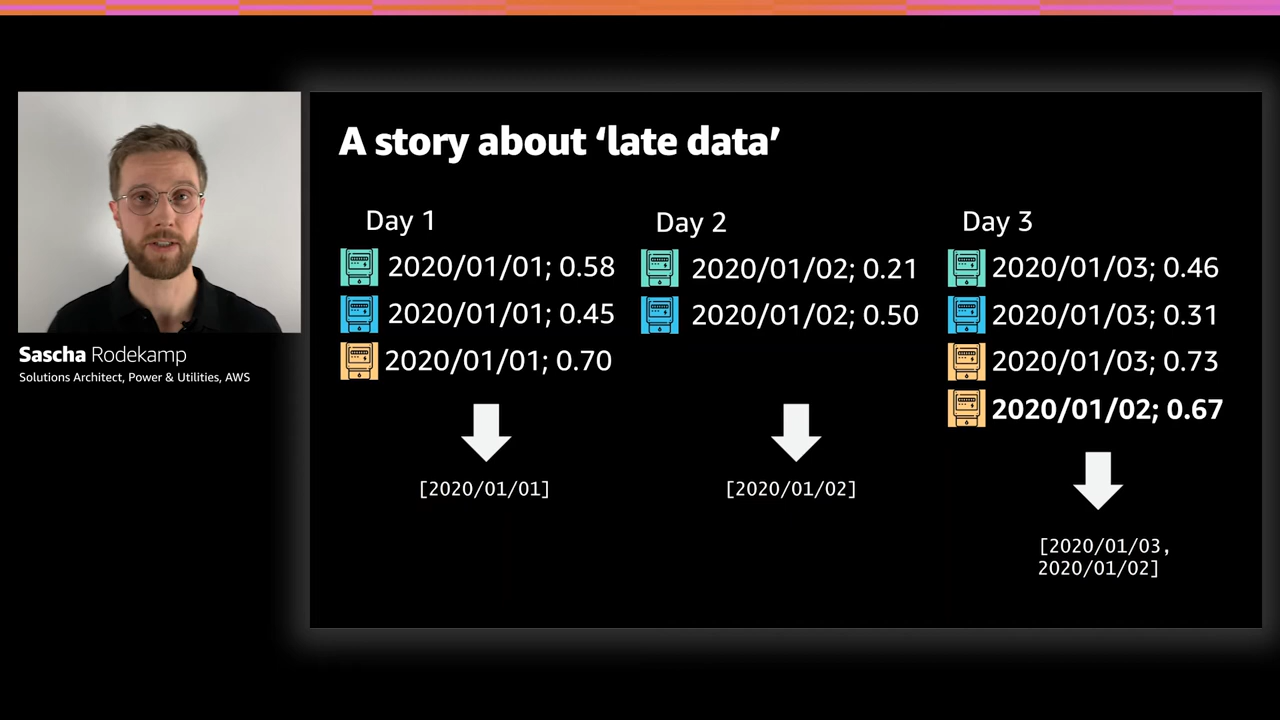 A story about ‘late data’
Day 1
2020/01/01; 0.58
2020/01/01; 0.45
2020/01/01; 0.70
[2020/01/01]
Day 2
2020/01/02; 0.21
2020/01/02; 0.50
[2020/01/02]
Day 3
2020/01/03; 0.46
2020/01/03; 0.31
2020/01/03; 0.73
2020/01/02; 0.67
[2020/01/03,
2020/01/02]
Sascha Rodekamp
Solutions Architect, Power & Utilities, AWS